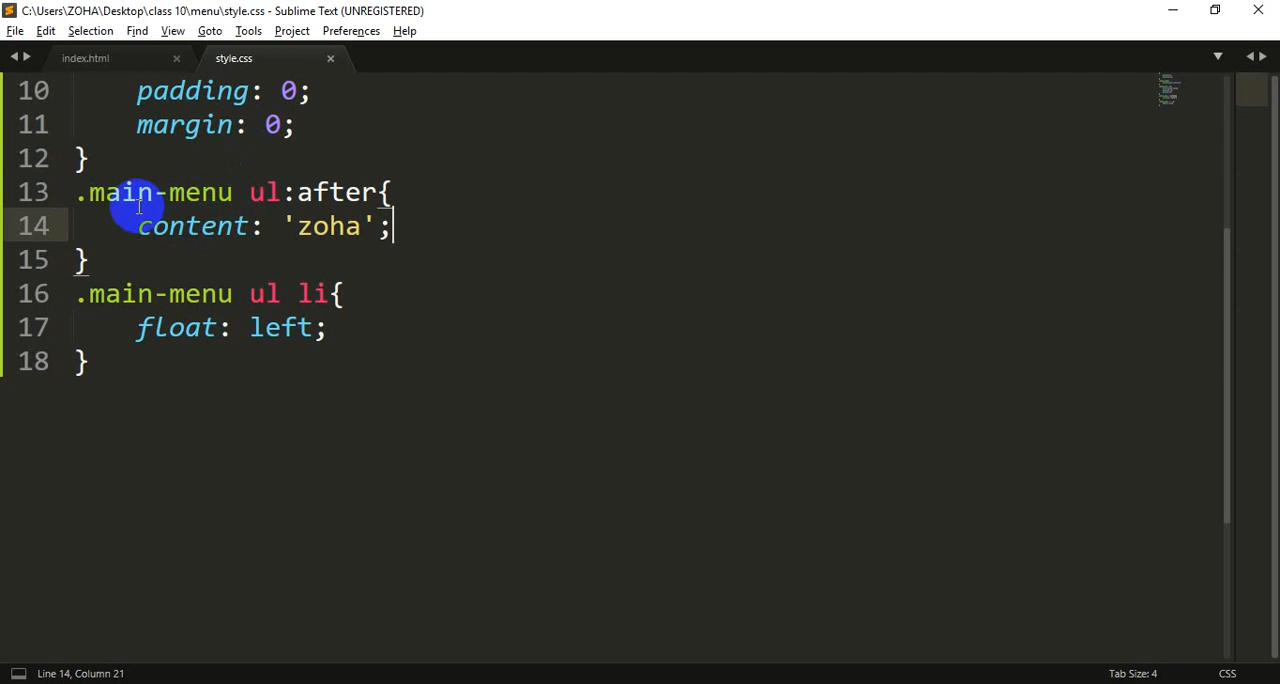 C:\Users\ZOHA\Desktop\class 10\menu\style.css - Sublime Text (UNREGISTERED)
File Edit Selection Find View Goto Tools Project Preferences Help
index.html style.css
10 padding: 0;
11 margin: 0;
12 }
13 .main-menu ul:after{
14 content: 'zoha';
15 }
16 .main-menu ul li{
17 float: left;
18 }
Line 14, Column 21 Tab Size: 4 CSS